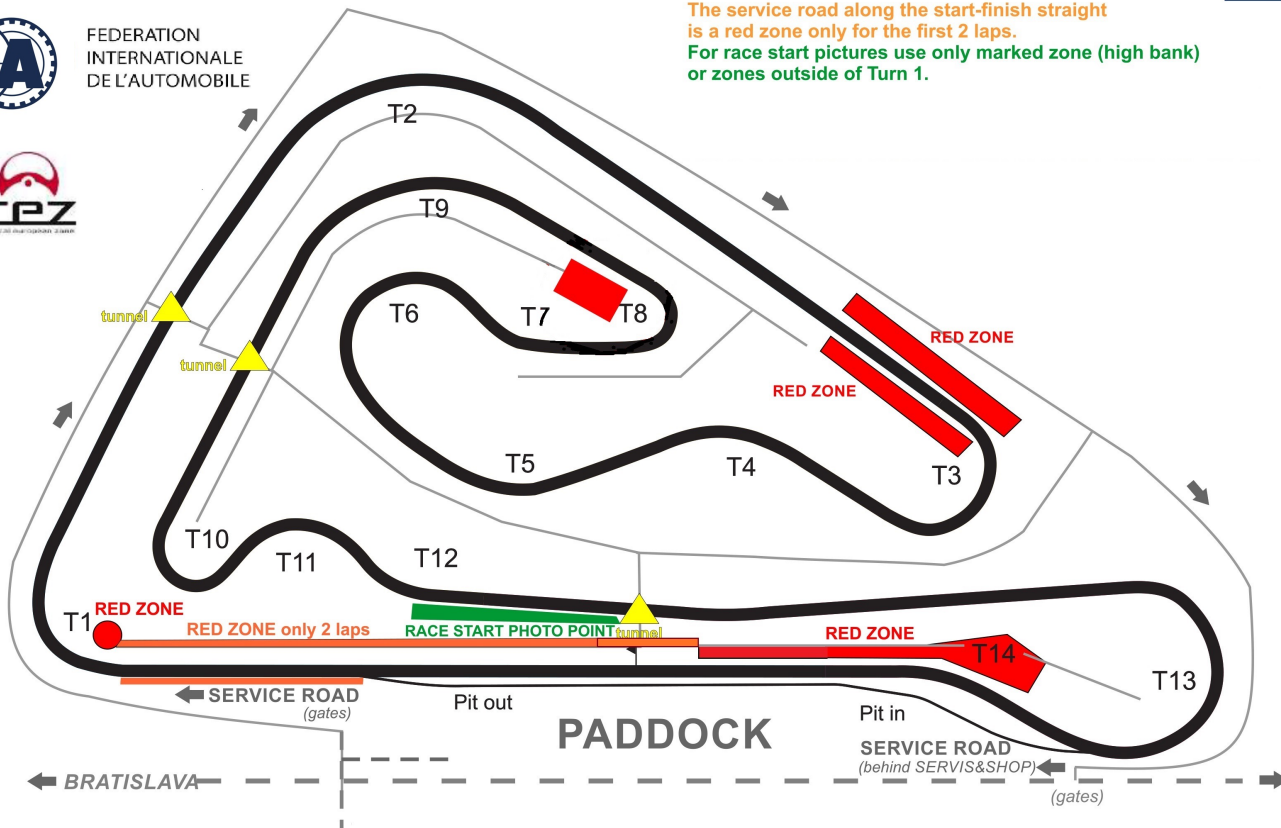 The service road along the start-finish straight
is a red zone only for the first 2 laps.
For race start pictures use only marked zone (high bank)
or zones outside of Turn 1.
FEDERATION
INTERNATIONALE
DE L'AUTOMOBILE
A
T2
T9
T6
T7
T8
tunnel
tunnel
RED ZONE
RED ZONE
T5
T4
T3
T10
T11
T12
T1
RED ZONE
RED ZONE only 2 laps
RACE START PHOTO POINT
tunnel
RED ZONE
T14
T13
SERVICE ROAD
(gates)
Pit out
PADDOCK
Pit in
SERVICE ROAD
(behind SERVIS&SHOP)
BRATISLAVA
(gates)